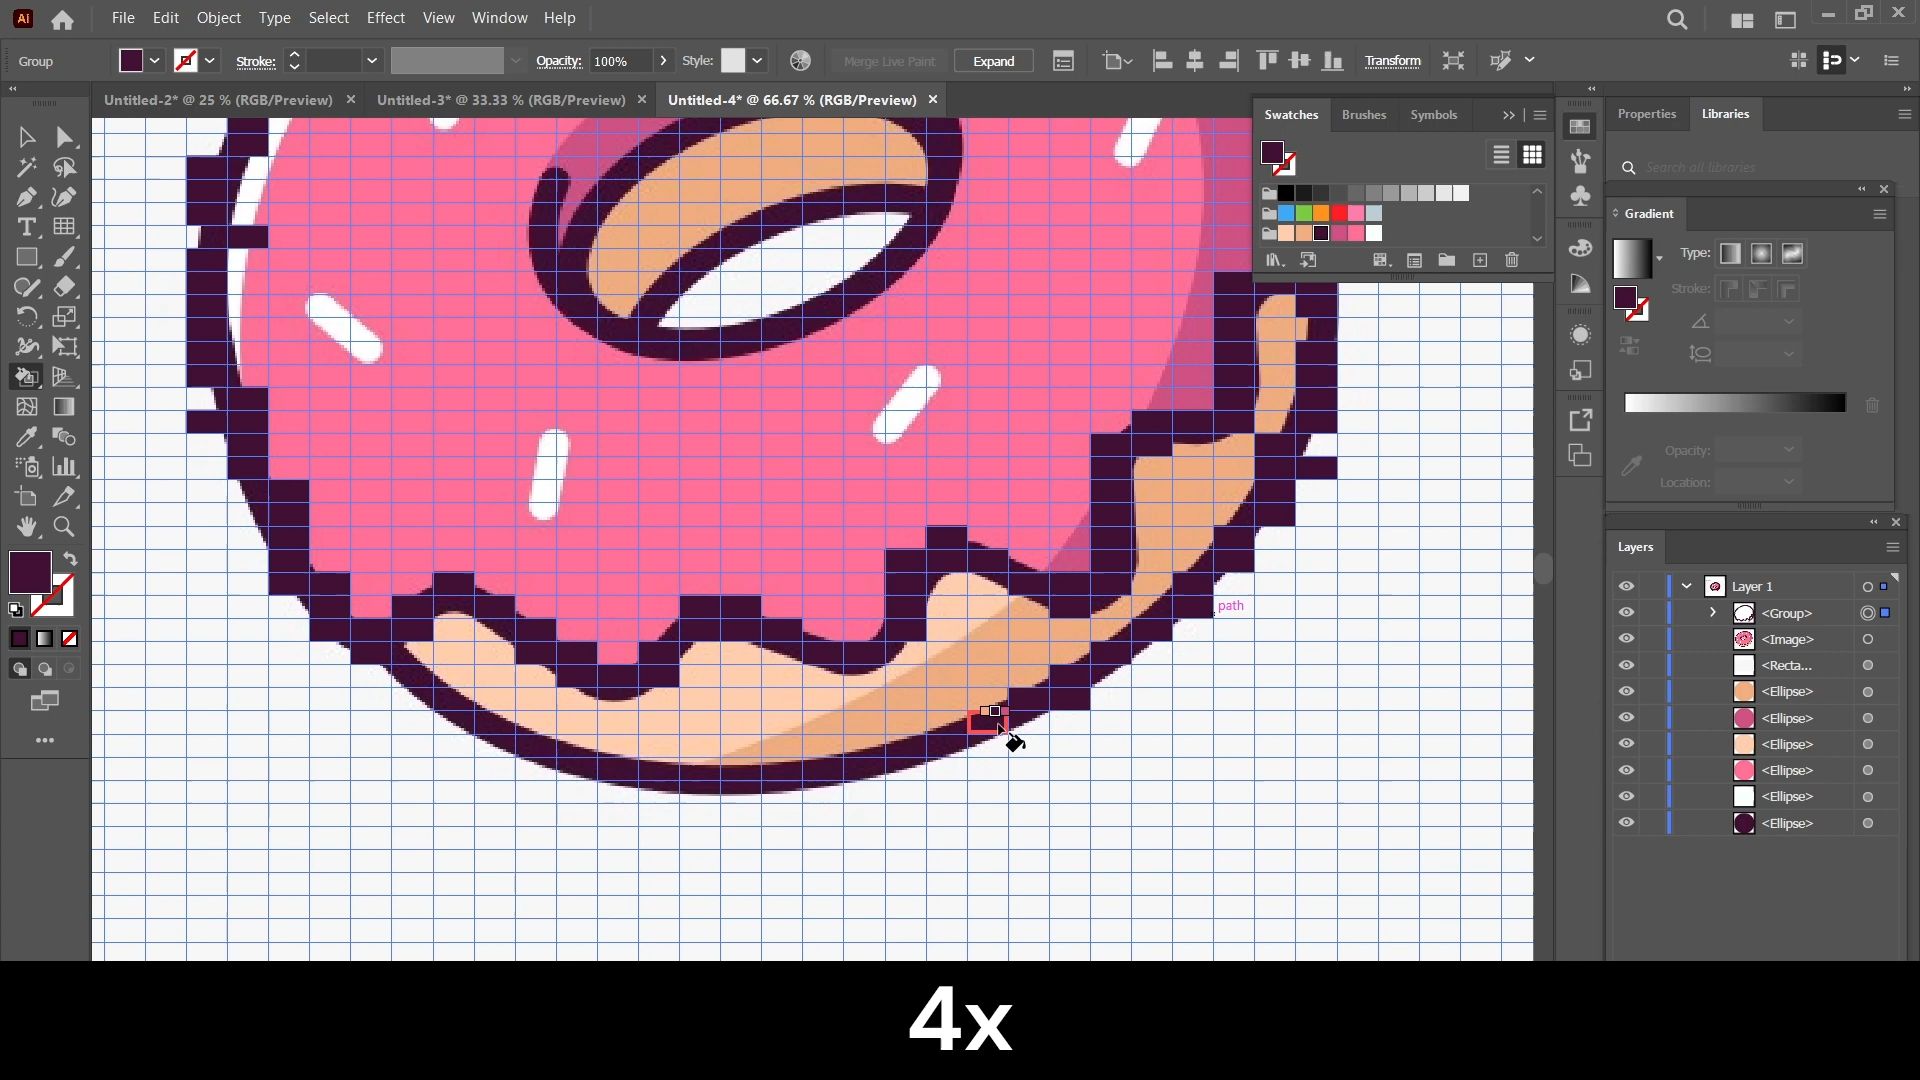 Ai File Edit Object Type Select Effect View Window Help
Group Stroke: Opacity: 100% Style: Merge Live Paint Expand Transform
Untitled-2* @ 25 % (RGB/Preview) Untitled-3* @ 33.33 % (RGB/Preview) Untitled-4* @ 66.67 % (RGB/Preview)
Swatches Brushes Symbols
Properties Libraries
Search all libraries
Gradient
Type:
Stroke:
Opacity:
Location:
Layers
Layer 1
<Group>
<Image>
<Recta...
<Ellipse>
<Ellipse>
<Ellipse>
<Ellipse>
<Ellipse>
<Ellipse>
path
4x